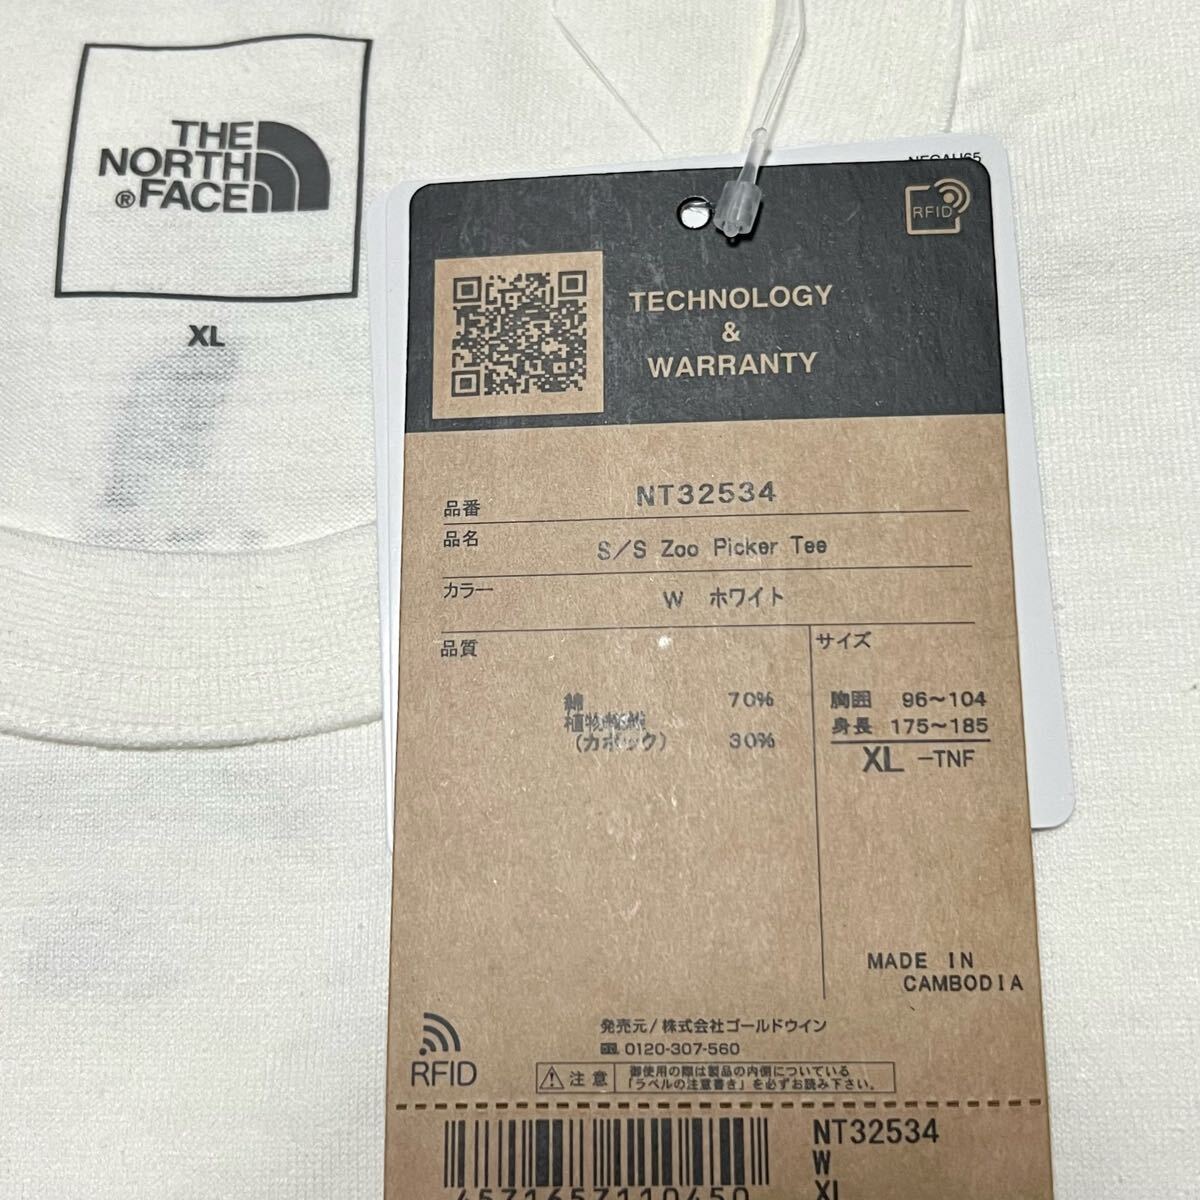 THE
NORTH
® FACE
XL
RFID
TECHNOLOGY
&
WARRANTY
品番 NT32534
品名 S/S Zoo Picker Tee
カラー W ホワイト
品質
綿 70%
植物繊維
(カポック) 30%
サイズ
胸囲 96~104
身長 175~185
XL -TNF
MADE IN
CAMBODIA
発売元/株式会社ゴールドウイン
0120-307-560
RFID
注意 御使用の際は製品の内側についている
「ラベルの注意書き」を必ずお読み下さい。
NT32534
W
XL
4571657110450